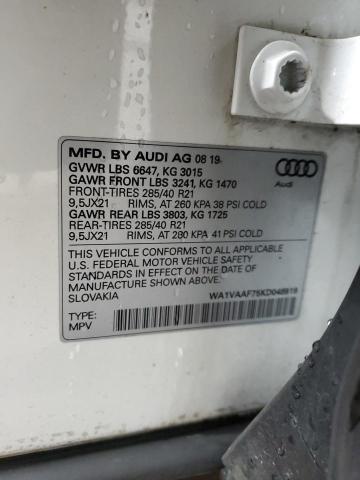 MFD. BY AUDI AG 08 19
GVWR LBS 6647, KG 3015
GAWR FRONT LBS 3241, KG 1470
FRONT-TIRES 285/40 R21
9,5JX21 RIMS, AT 260 KPA 38 PSI COLD
GAWR REAR LBS 3803, KG 1725
REAR-TIRES 285/40 R21
9,5JX21 RIMS, AT 280 KPA 41 PSI COLD
Audi
THIS VEHICLE CONFORMS TO ALL APPLICABLE
U.S. FEDERAL MOTOR VEHICLE SAFETY
STANDARDS IN EFFECT ON THE DATE OF
MANUFACTURE SHOWN ABOVE.
SLOVAKIA
TYPE:
MPV